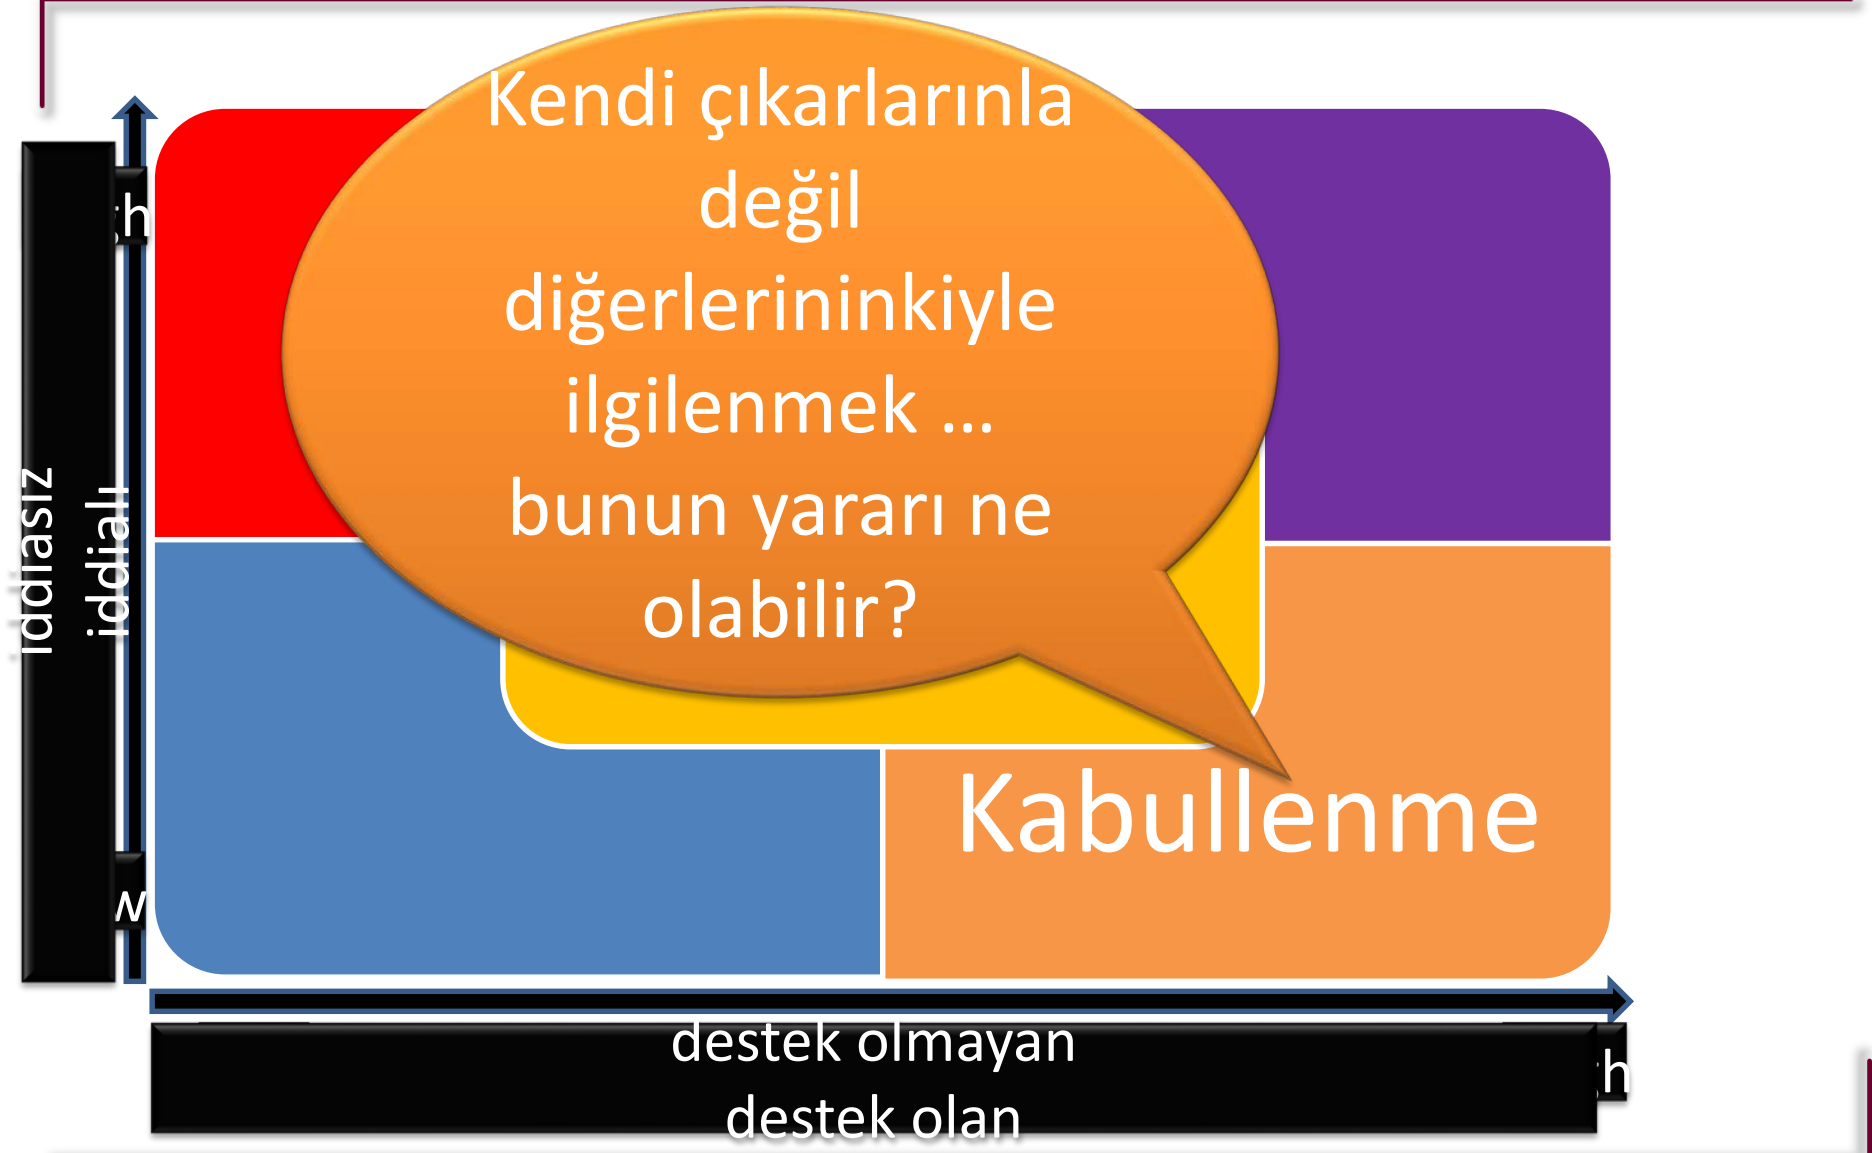 Kendi çıkarlarınla
değil
diğerlerininkiyle
ilgilenmek ...
bunun yararı ne
olabilir?
iddiasız
iddialı
Kabullenme
destek olmayan
destek olan